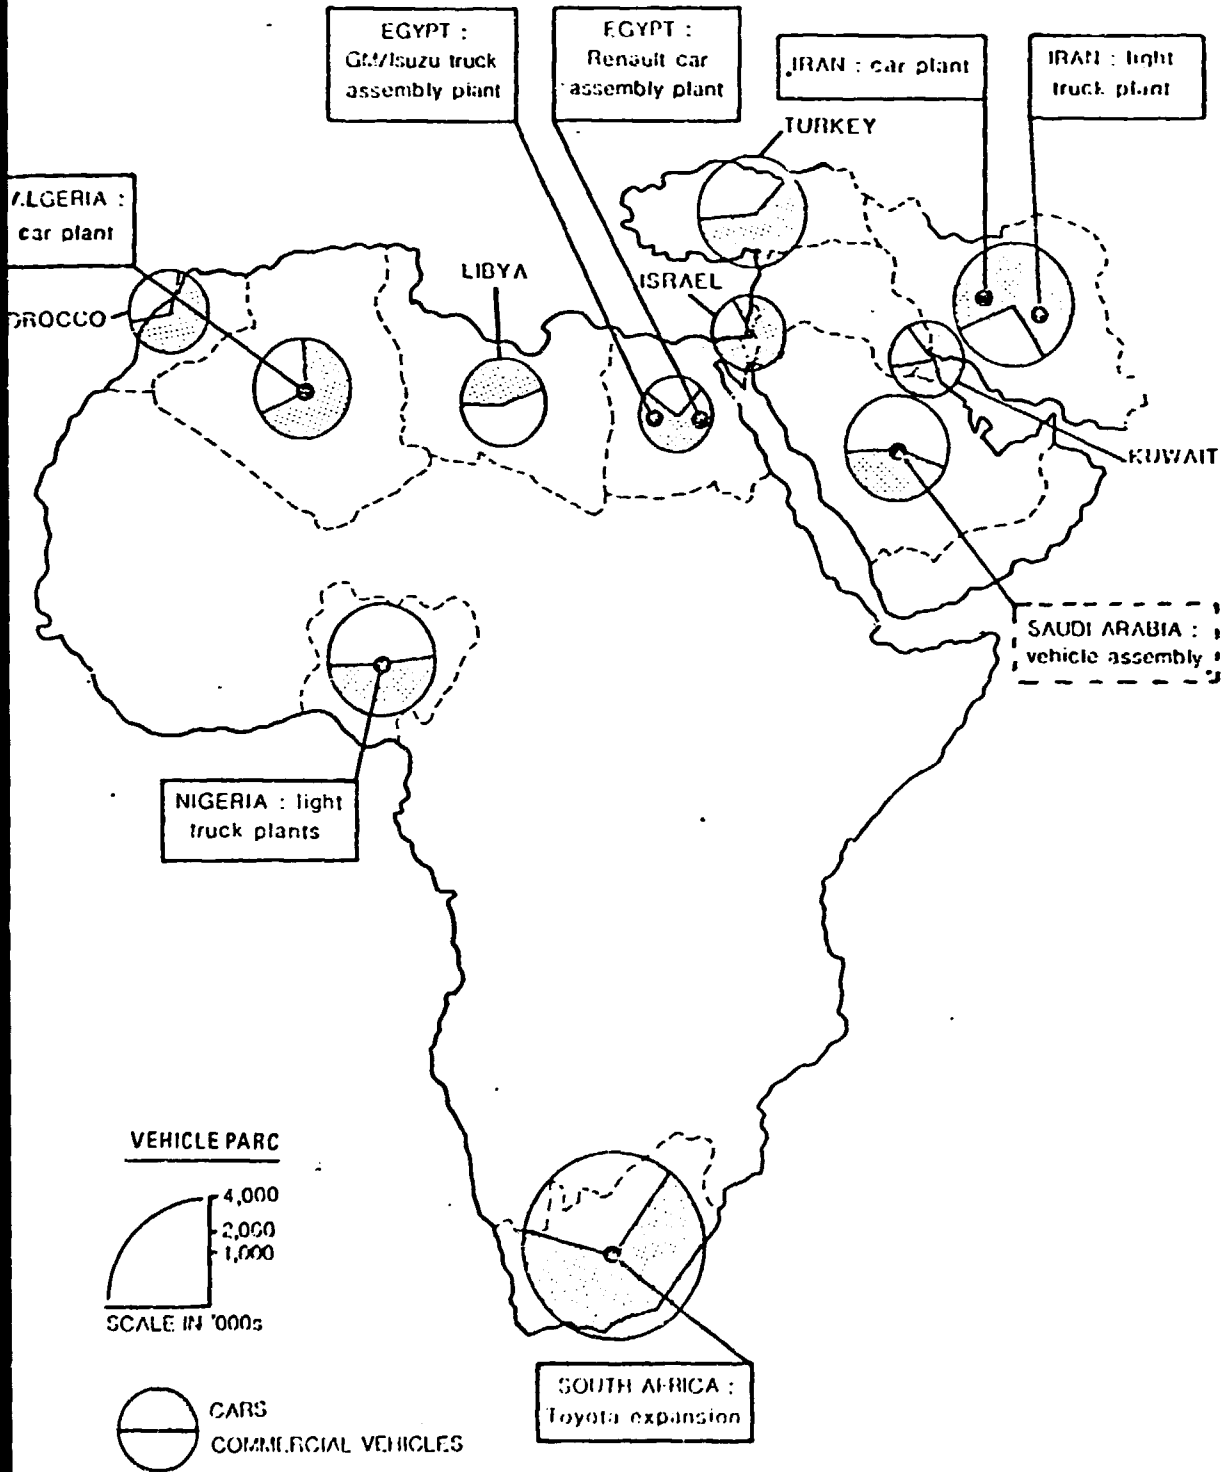 EGYPT :
GM/Isuzu truck
assembly plant
EGYPT :
Renault car
assembly plant
IRAN : car plant
IRAN : light
truck plant
TURKEY
ALGERIA :
car plant
LIBYA
ISRAEL
OROCCO
KUWAIT
SAUDI ARABIA :
vehicle assembly
NIGERIA : light
truck plants
VEHICLE PARC
4,000
2,000
1,000
SCALE IN '000s
CARS
COMMERCIAL VEHICLES
SOUTH AFRICA :
Toyota expansion